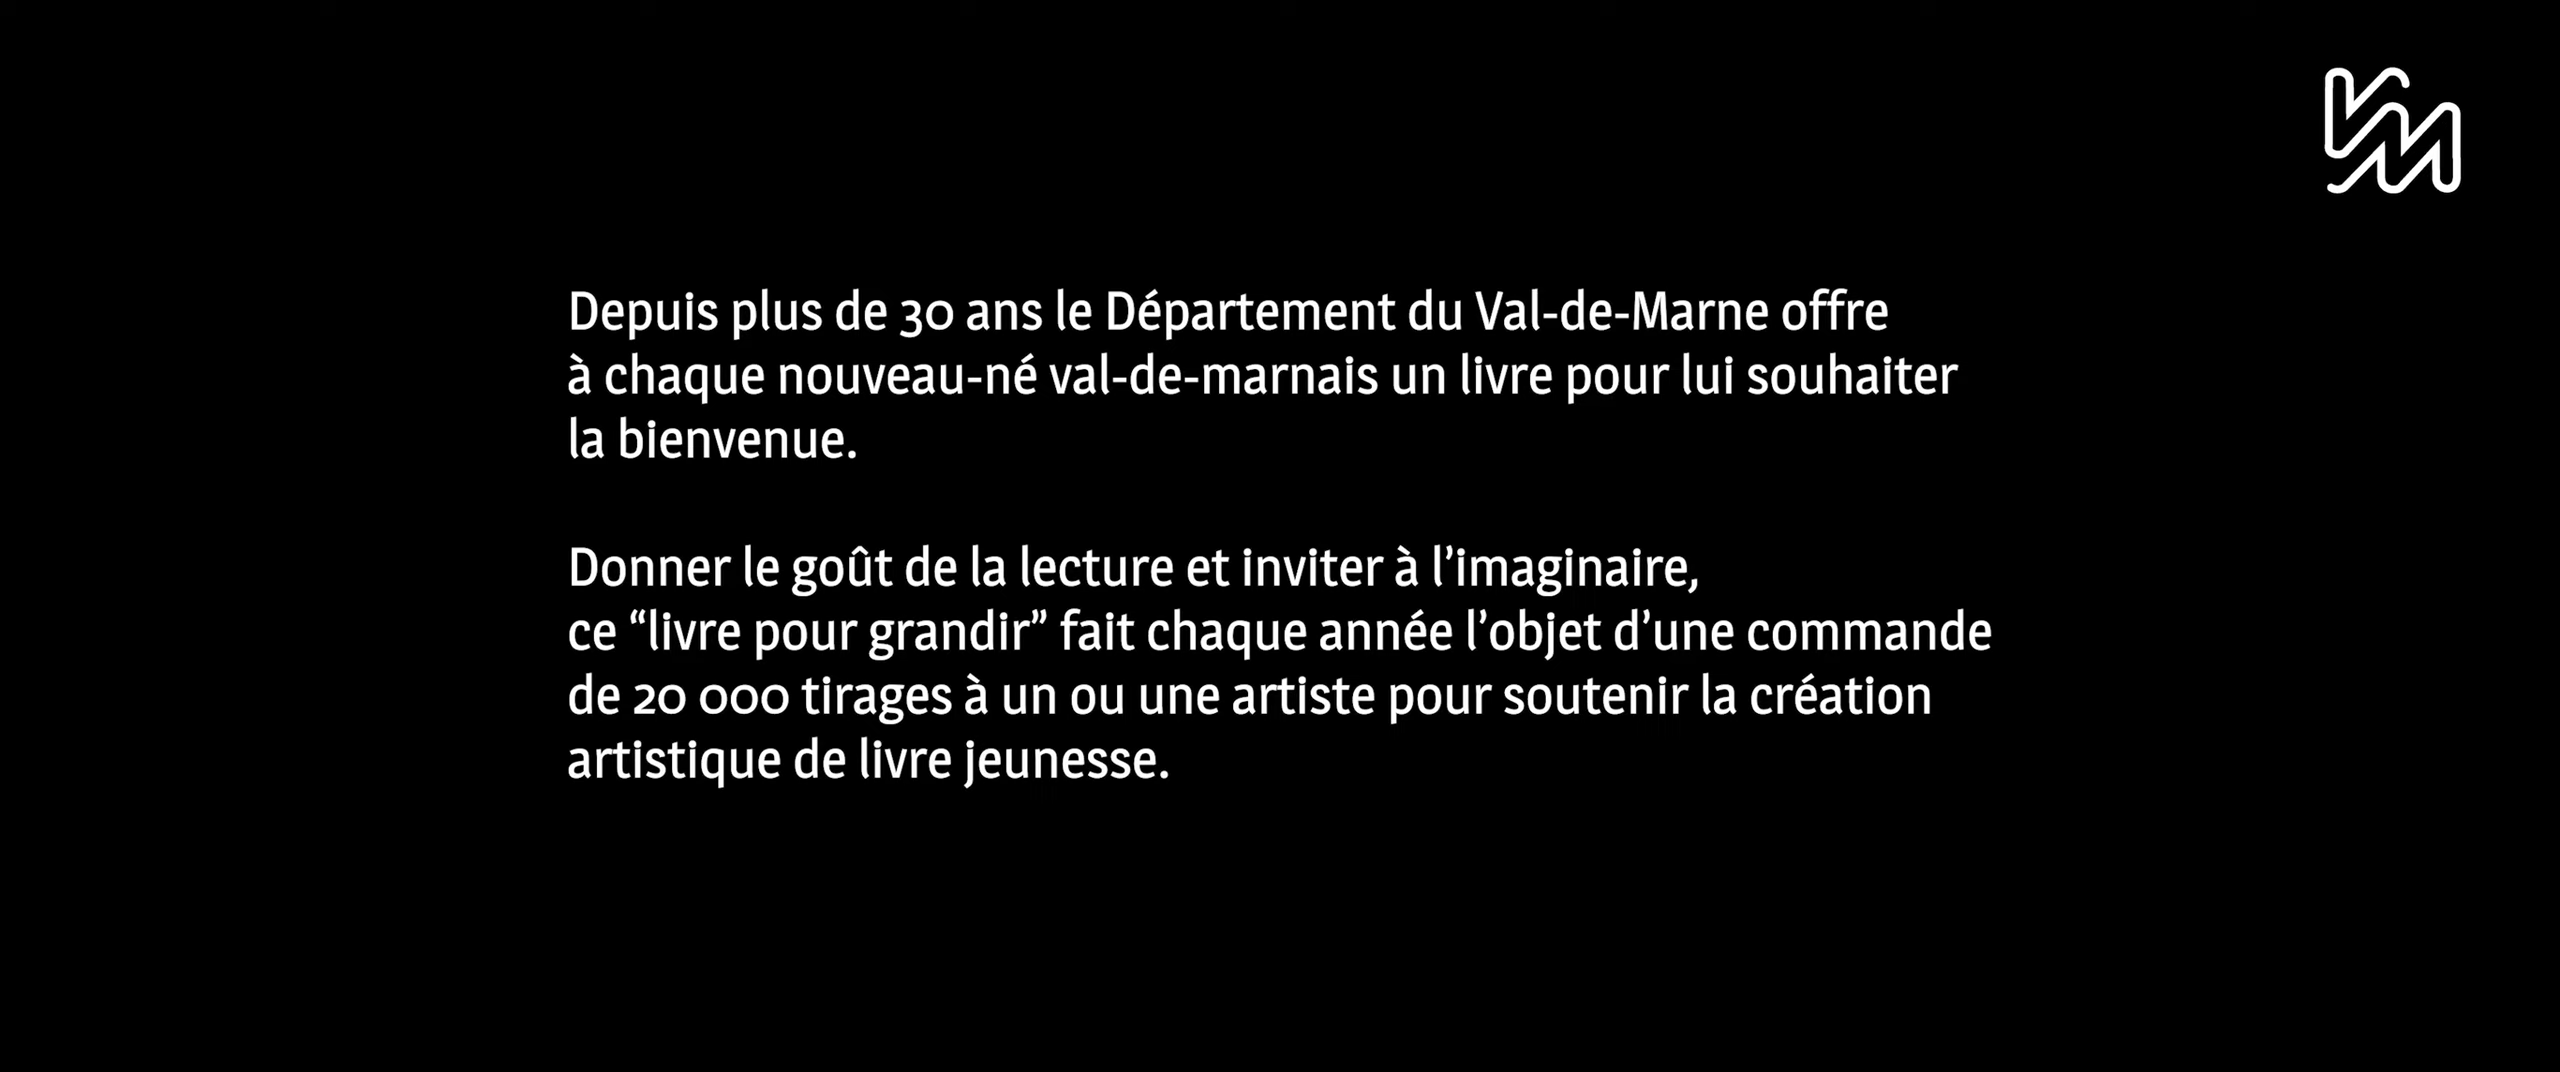 VM
Depuis plus de 30 ans le Département du Val-de-Marne offre
à chaque nouveau-né val-de-marnais un livre pour lui souhaiter
la bienvenue.
Donner le goût de la lecture et inviter à l’imaginaire,
ce “livre pour grandir” fait chaque année l’objet d’une commande
de 20 000 tirages à un ou une artiste pour soutenir la création
artistique de livre jeunesse.